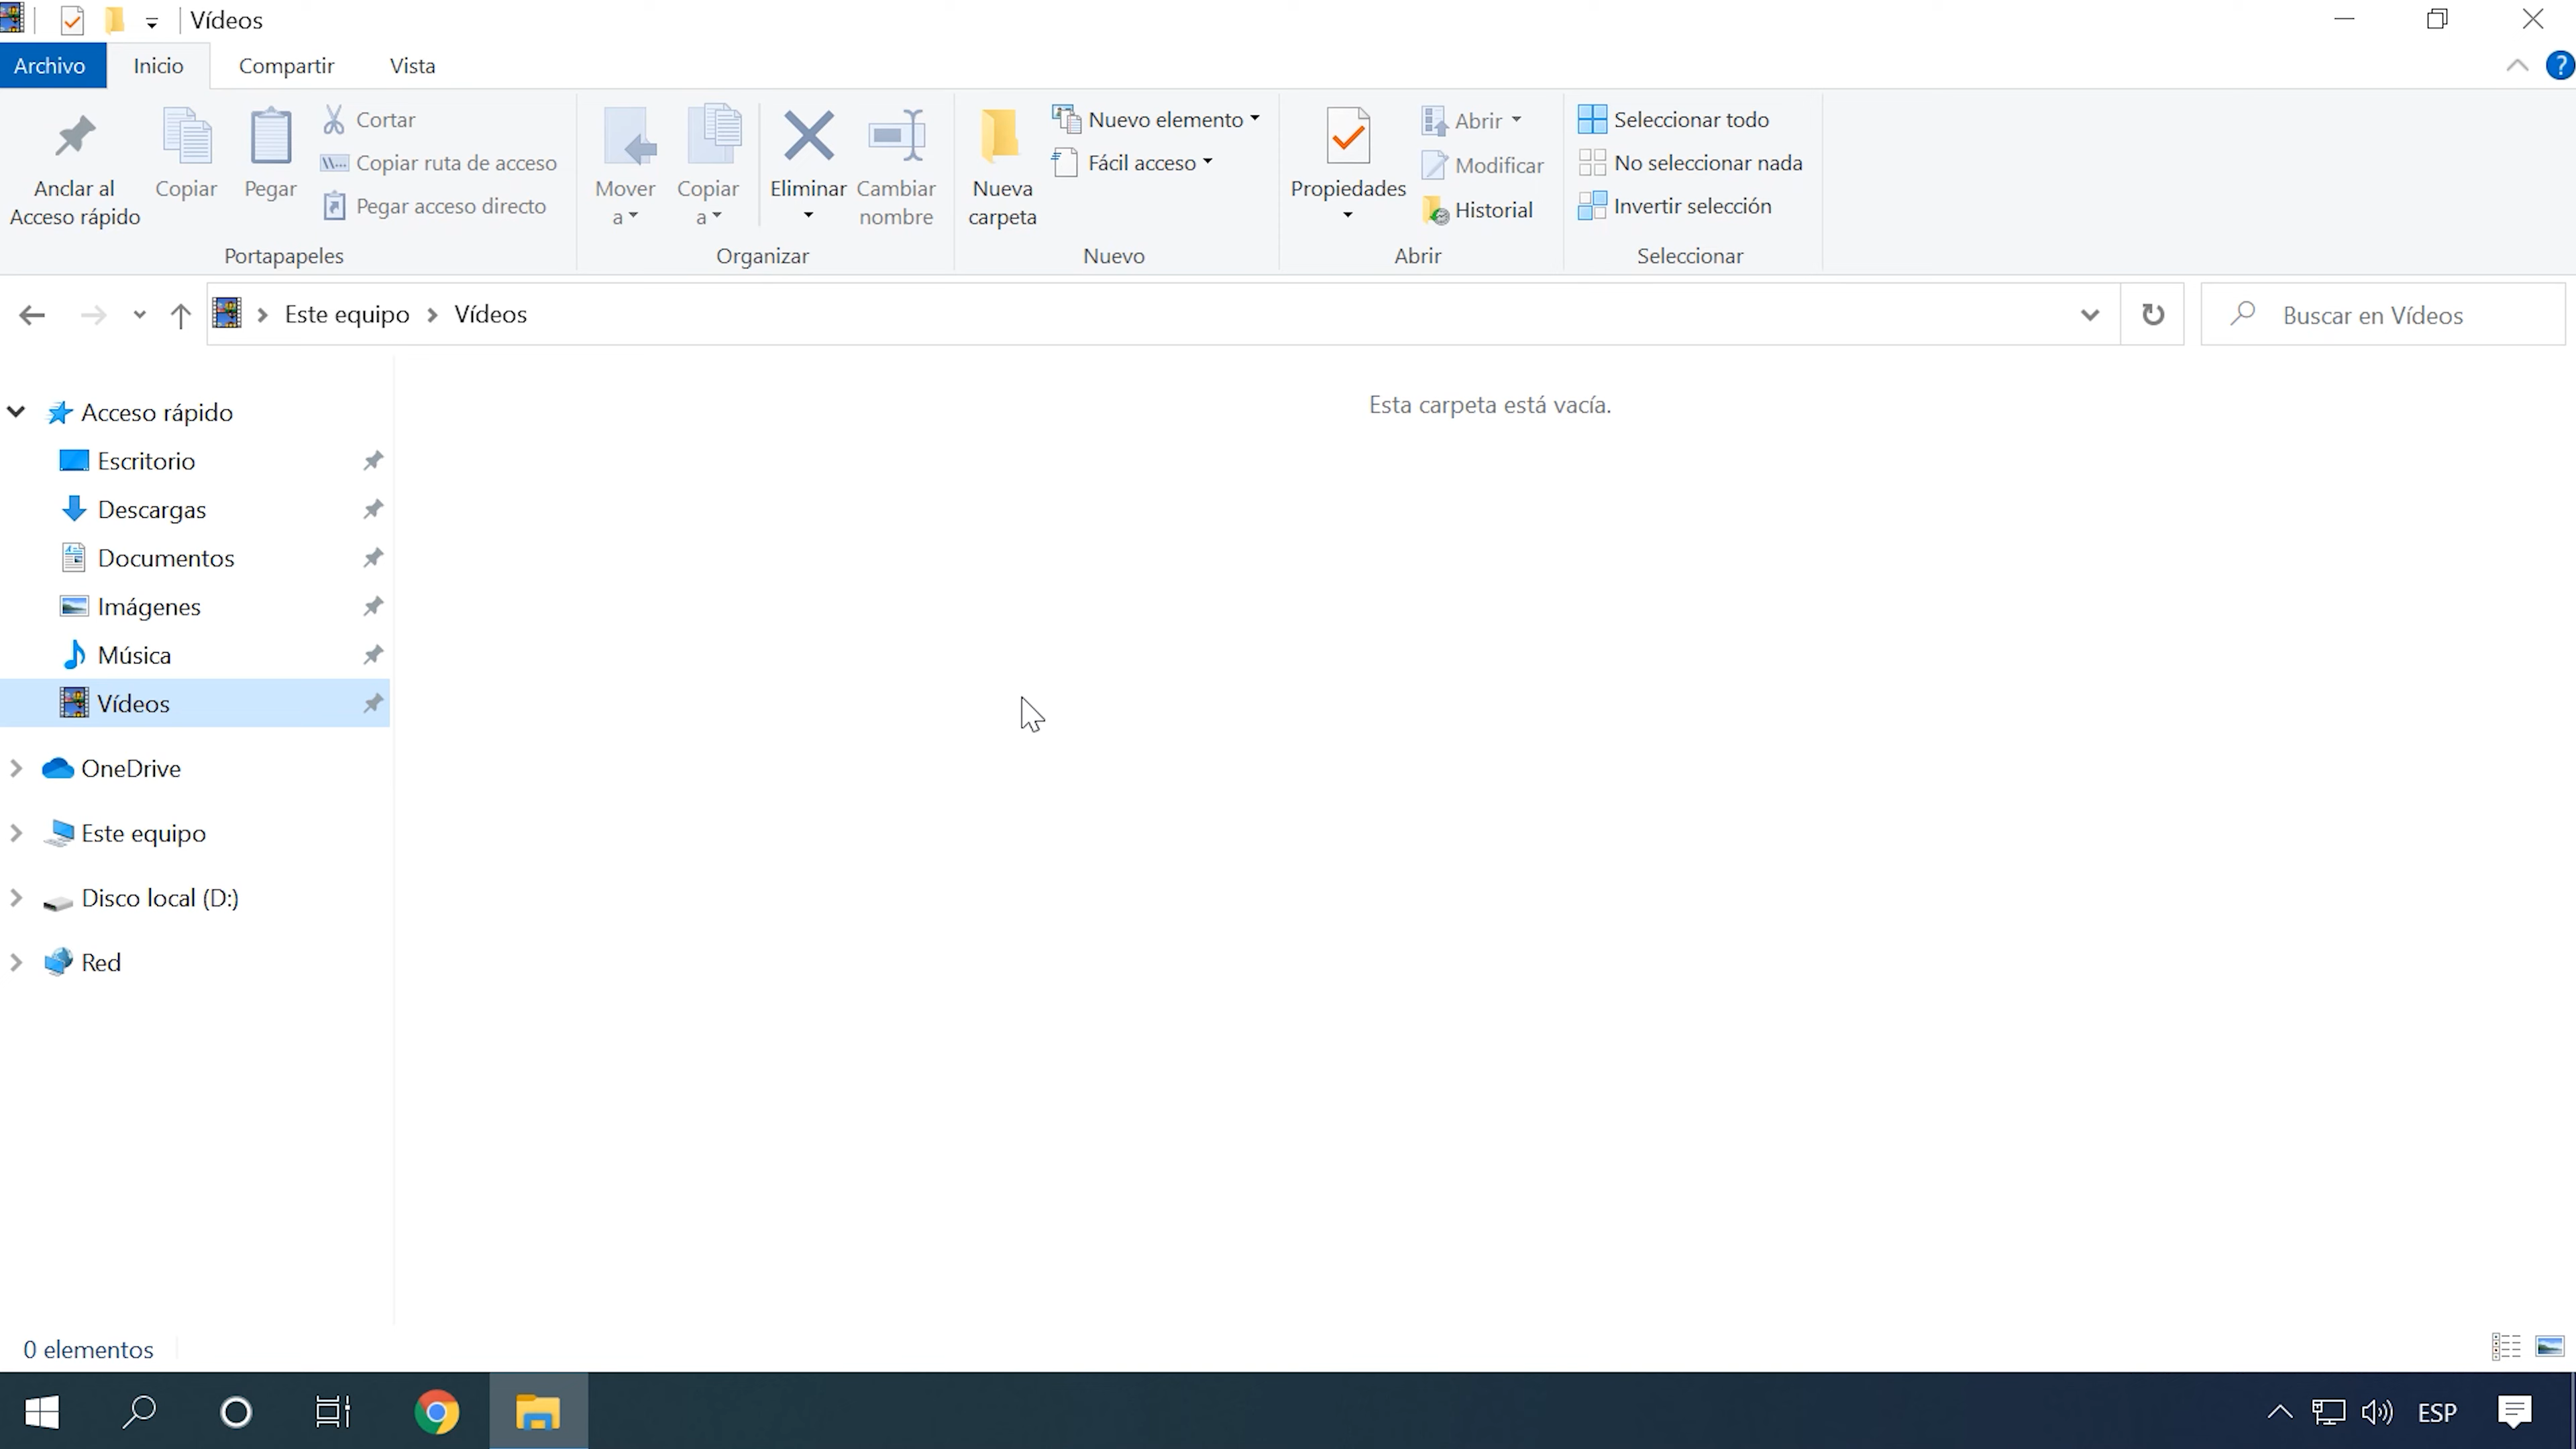 Vídeos
Archivo Inicio Compartir Vista
Anclar al
Acceso rápido
Copiar
Pegar
Cortar
Copiar ruta de acceso
Pegar acceso directo
Portapapeles
Mover
a
Copiar
a
Eliminar
Cambiar
nombre
Organizar
Nueva
carpeta
Nuevo elemento
Fácil acceso
Nuevo
Propiedades
Abrir
Modificar
Historial
Abrir
Seleccionar todo
No seleccionar nada
Invertir selección
Seleccionar
Este equipo Vídeos
Buscar en Vídeos
Acceso rápido
Escritorio
Descargas
Documentos
Imágenes
Música
Vídeos
OneDrive
Este equipo
Disco local (D:)
Red
Esta carpeta está vacía.
0 elementos
ESP